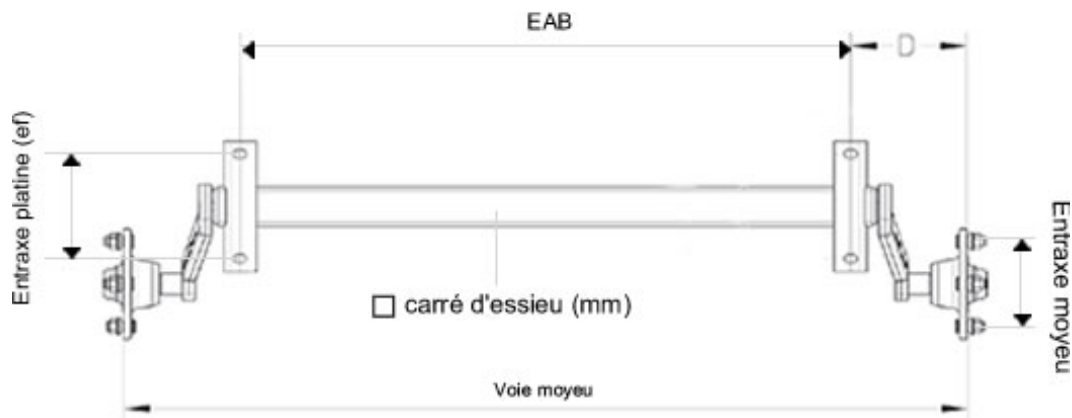 EAB
D
Entraxe platine (ef)
Entraxe moyeu
carré d'essieu (mm)
Voie moyeu